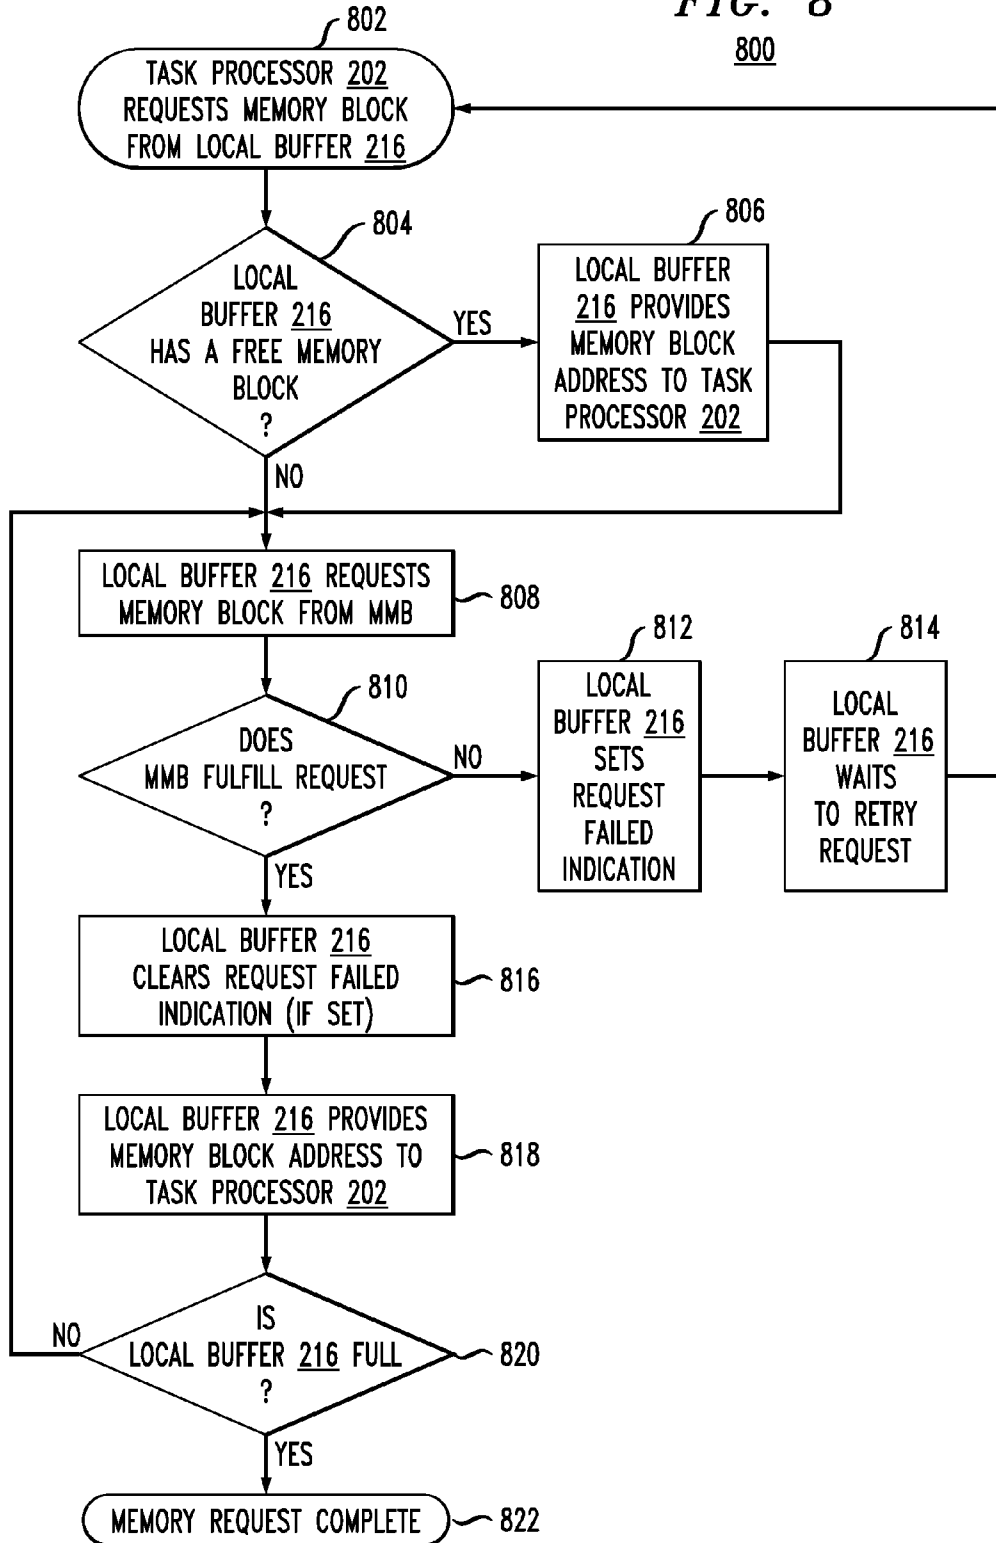 FIG. 8
800
802
TASK PROCESSOR 202
REQUESTS MEMORY BLOCK
FROM LOCAL BUFFER 216
804
LOCAL
BUFFER 216
HAS A FREE MEMORY
BLOCK
?
YES
NO
806
LOCAL BUFFER
216 PROVIDES
MEMORY BLOCK
ADDRESS TO TASK
PROCESSOR 202
LOCAL BUFFER 216 REQUESTS
MEMORY BLOCK FROM MMB
808
810
DOES
MMB FULFILL REQUEST
?
NO
YES
812
LOCAL
BUFFER 216
SETS
REQUEST
FAILED
INDICATION
814
LOCAL
BUFFER 216
WAITS
TO RETRY
REQUEST
LOCAL BUFFER 216
CLEARS REQUEST FAILED
INDICATION (IF SET)
816
LOCAL BUFFER 216 PROVIDES
MEMORY BLOCK ADDRESS TO
TASK PROCESSOR 202
818
IS
LOCAL BUFFER 216 FULL
?
820
NO
YES
MEMORY REQUEST COMPLETE
822